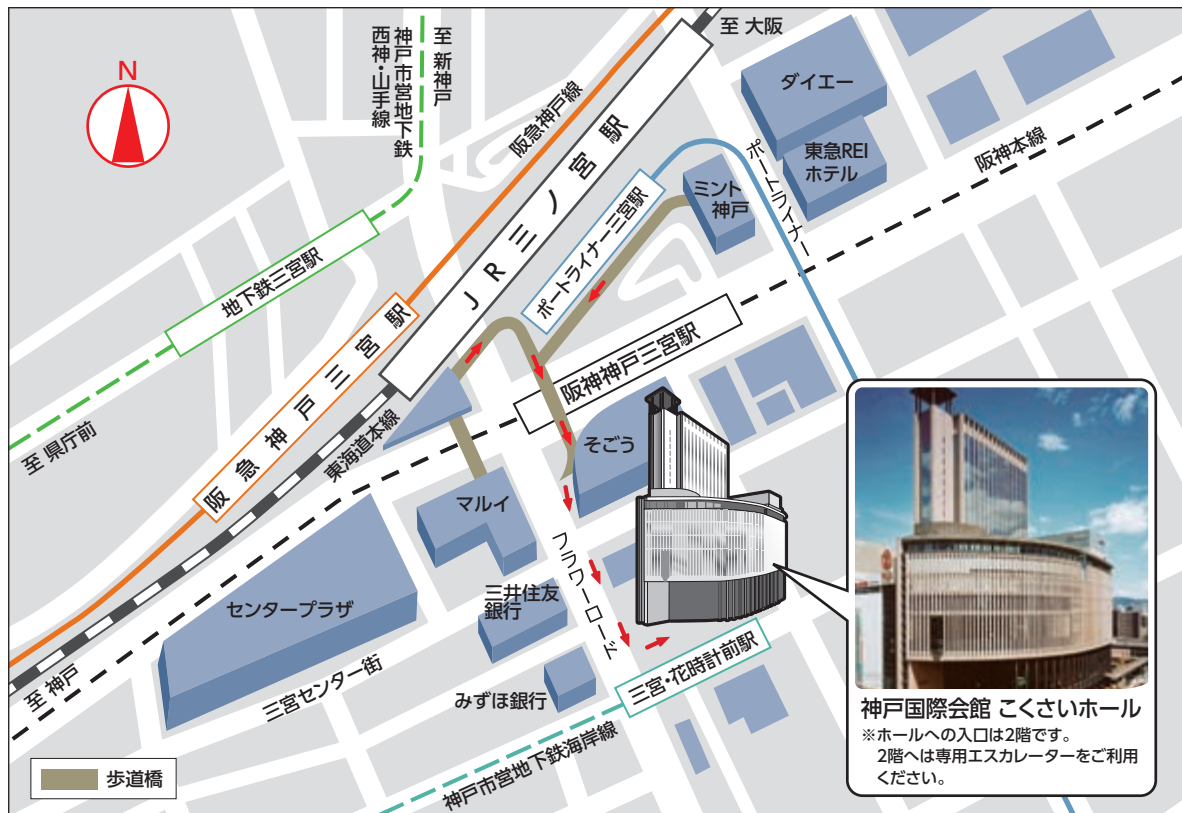 N
至 新神戸
神戸市営地下鉄
西神・山手線
至 大阪
阪急神戸線
JR三ノ宮駅
ダイエー
東急REI
ホテル
阪神本線
ポートライナー
ミント
神戸
ポートライナー三宮駅
地下鉄三宮駅
阪急神戸三宮駅
阪神神戸三宮駅
至 県庁前
東海道本線
そごう
マルイ
フラワーロード
センタープラザ
三井住友
銀行
三宮・花時計前駅
至 神戸
三宮センター街
みずほ銀行
神戸市営地下鉄海岸線
歩道橋
神戸国際会館 こくさいホール
※ホールへの入口は2階です。
2階へは専用エスカレーターをご利用
ください。